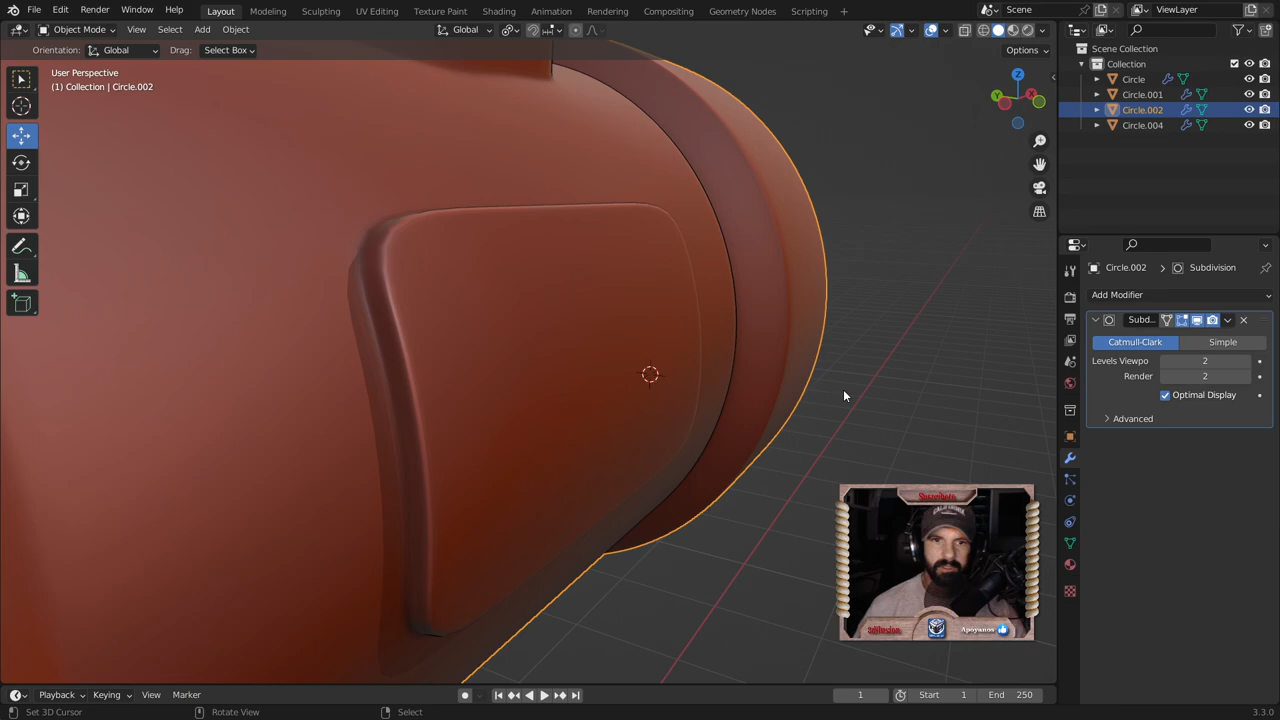 File Edit Render Window Help Layout Modeling Sculpting UV Editing Texture Paint Shading Animation Rendering Compositing Geometry Nodes Scripting Scene ViewLayer
Object Mode View Select Add Object Global
Orientation: Global Drag: Select Box Options
User Perspective
(1) Collection | Circle.002
Z
Y
X
Scene Collection
Collection
Circle
Circle.001
Circle.002
Circle.004
Circle.002 Subdivision
Add Modifier
Subd...
Catmull-Clark Simple
Levels Viewpo 2
Render 2
Optimal Display
Advanced
CALIFORNIA
Apoyanos
Playback Keying View Marker 1 Start 1 End 250
Set 3D Cursor Rotate View Select 3.3.0